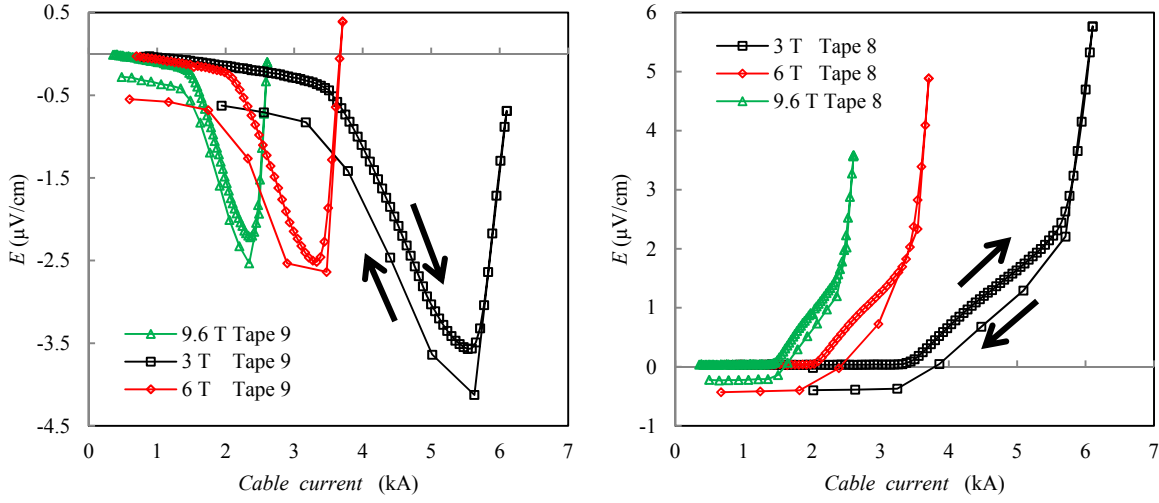 0.5
-0.5
-1.5
-2.5
-3.5
-4.5
E (µV/cm)
9.6 T Tape 9
3 T Tape 9
6 T Tape 9
0 1 2 3 4 5 6 7
Cable current (kA)
6
5
4
3
2
1
0
-1
E (µV/cm)
3 T Tape 8
6 T Tape 8
9.6 T Tape 8
0 1 2 3 4 5 6 7
Cable current (kA)